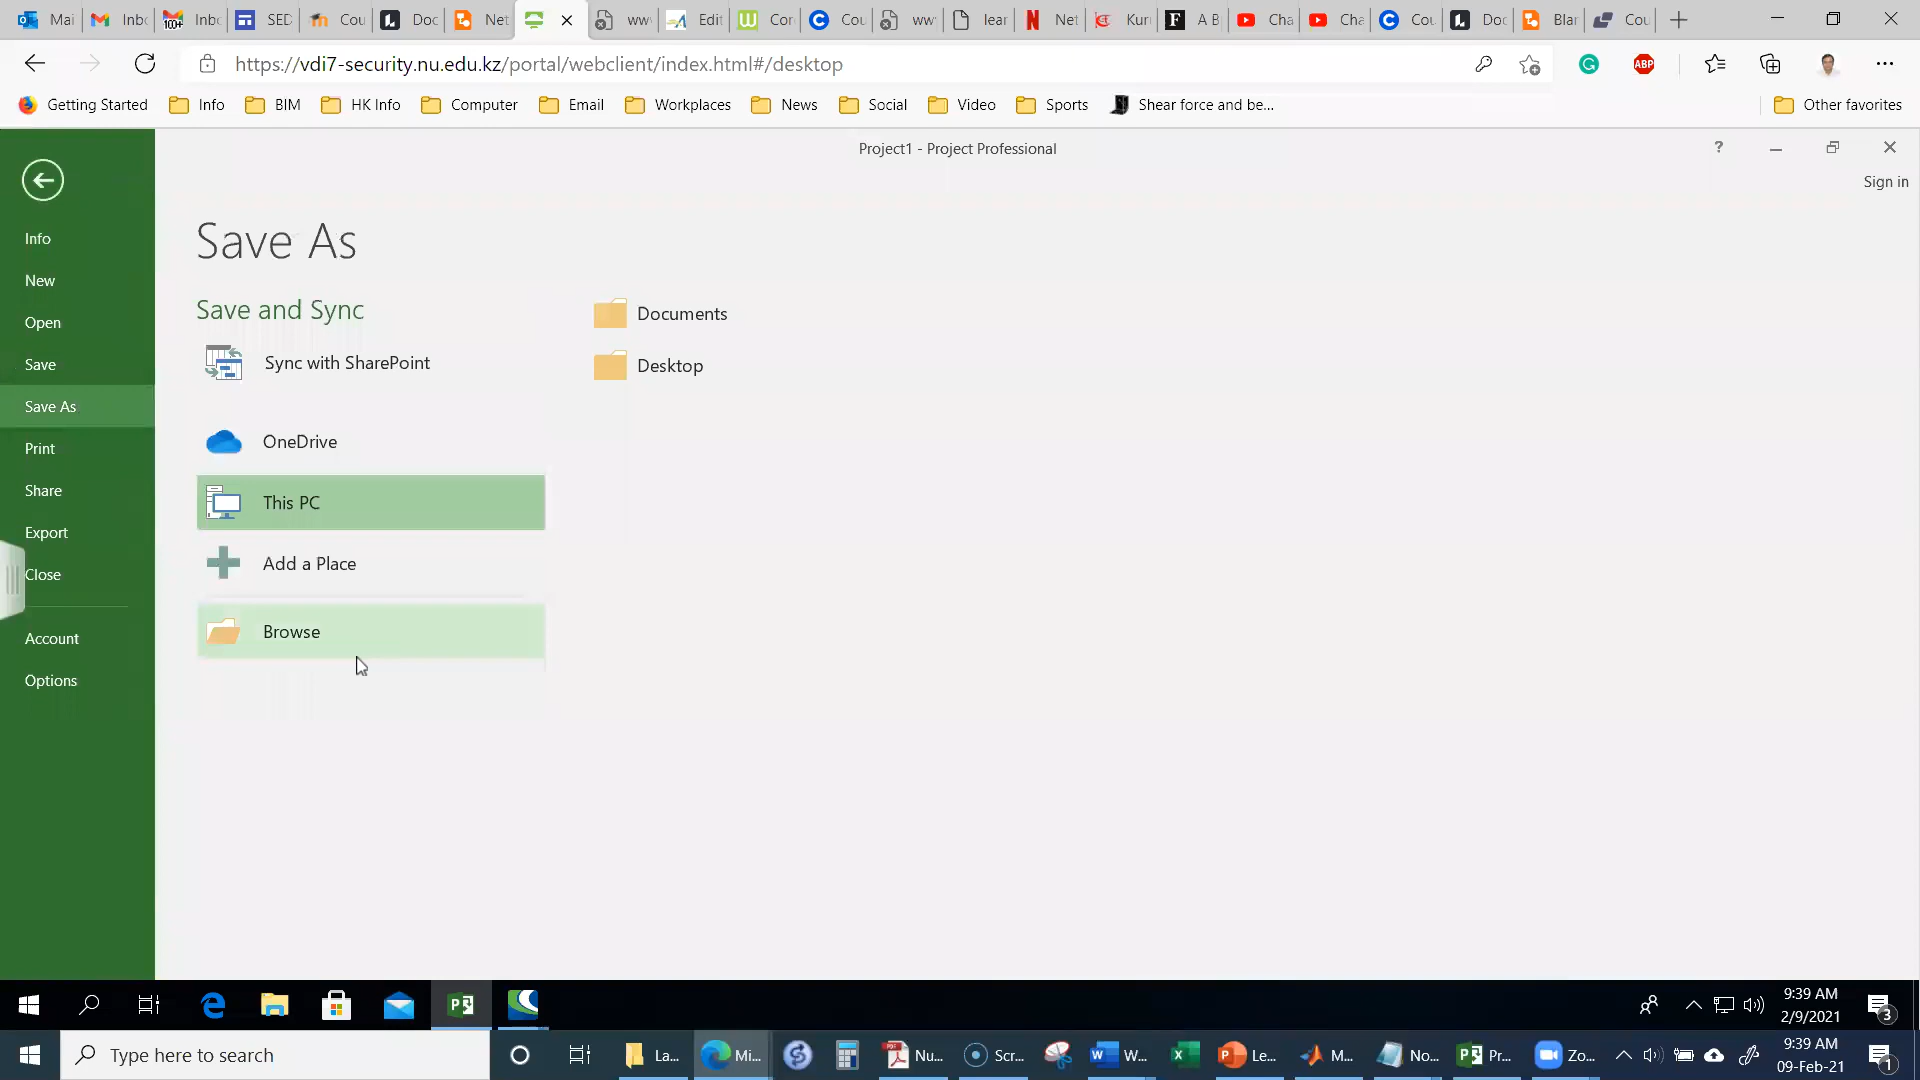 Mai Inb Inb SED Cou Doc Net ww Edit Cor Cou ww lear Net Kur A B Cha Cha Cou Doc Blar Cou
https://vdi7-security.nu.edu.kz/portal/webclient/index.html#/desktop
ABP
Getting Started Info BIM HK Info Computer Email Workplaces News Social Video Sports Shear force and be... Other favorites
Project1 - Project Professional
Sign in
Save As
Info
New
Open
Save
Save As
Print
Share
Export
Close
Account
Options
Save and Sync
Sync with SharePoint
OneDrive
This PC
Add a Place
Browse
Documents
Desktop
9:39 AM
2/9/2021
3
Type here to search
La... Mi... Nu... Scr... W... Le... M... No... Pr... Zo...
9:39 AM
09-Feb-21
1